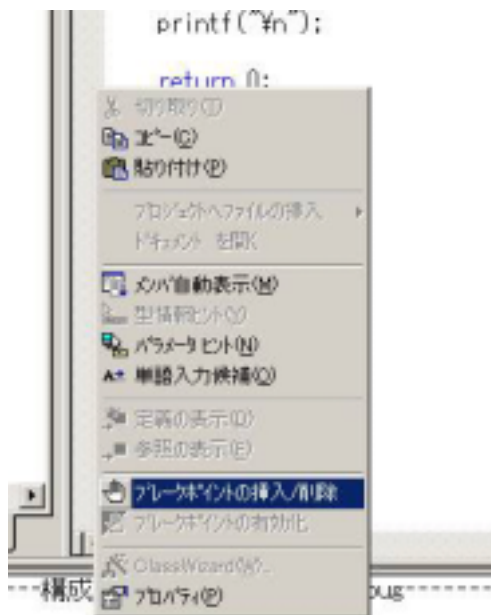 printf("¥n");
return 0;
切り取り(T)
コピー(C)
貼り付け(P)
プロジェクトへファイルの挿入
ドキュメント を開く
メンバ自動表示(M)
型情報ヒント(Y)
パラメータ ヒント(N)
単語入力候補(O)
定義の表示(D)
参照の表示(E)
ブレークポイントの挿入/削除
ブレークポイントの有効化
ClassWizard(W)...
プロパティ(P)
---構成
bug--------